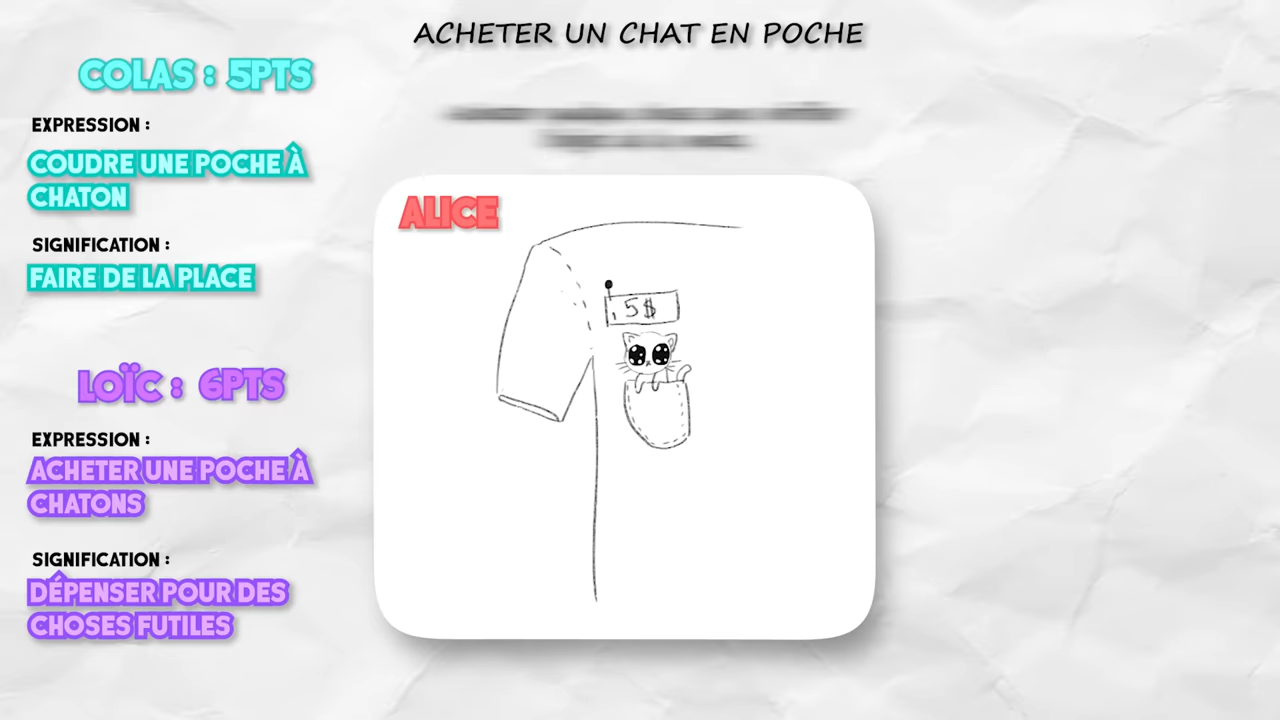 ACHETER UN CHAT EN POCHE
COLAS : 5PTS
EXPRESSION :
COUDRE UNE POCHE À
CHATON
SIGNIFICATION :
FAIRE DE LA PLACE
LOÏC : 6PTS
EXPRESSION :
ACHETER UNE POCHE À
CHATONS
SIGNIFICATION :
DÉPENSER POUR DES
CHOSES FUTILES
ALICE
5$